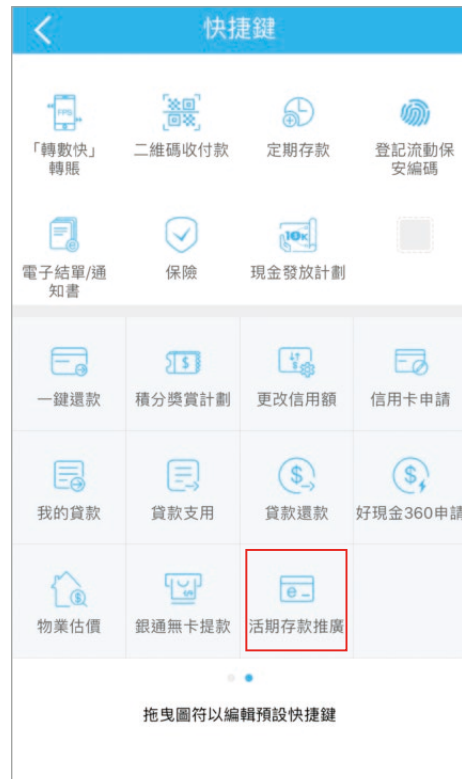 快捷鍵
FPS
「轉數快」
轉賬
二維碼收付款
定期存款
登記流動保
安編碼
電子結單/通
知書
保險
10K
現金發放計劃
一鍵還款
$
積分獎賞計劃
更改信用額
信用卡申請
我的貸款
貸款支用
$
貸款還款
$
好現金360申請
$
物業估價
銀通無卡提款
e
活期存款推廣
拖曳圖符以編輯預設快捷鍵